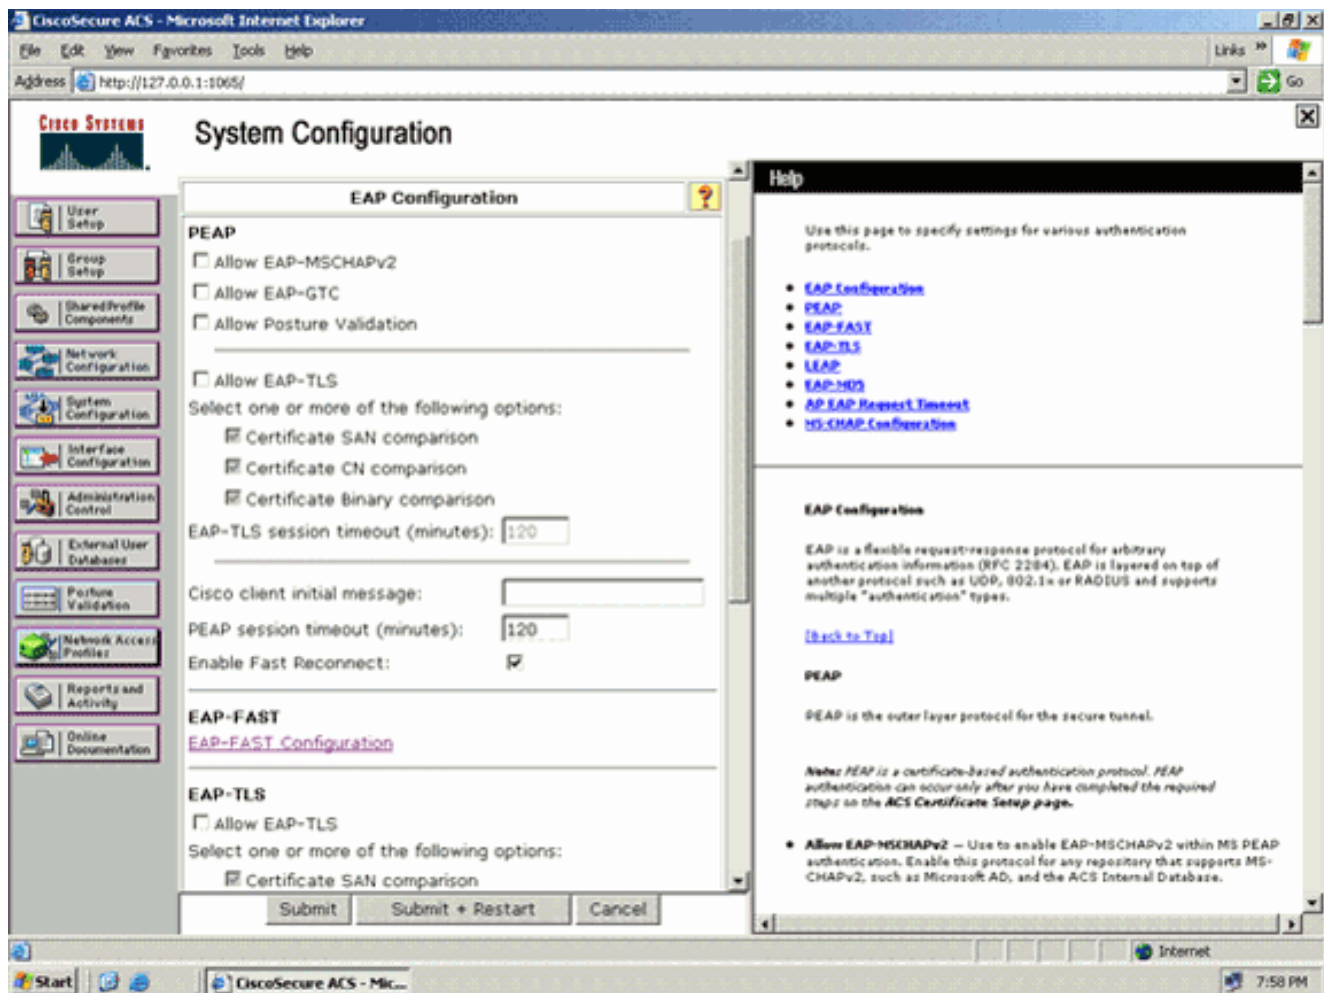 CiscoSecure ACS - Microsoft Internet Explorer
File Edit View Favorites Tools Help
Links »
Address http://127.0.0.1:1065/
Go
CISCO SYSTEMS
System Configuration
User Setup
Group Setup
Shared Profile Components
Network Configuration
System Configuration
Interface Configuration
Administration Control
External User Databases
Posture Validation
Network Access Profiles
Reports and Activity
Online Documentation
EAP Configuration
?
PEAP
Allow EAP-MSCHAPv2
Allow EAP-GTC
Allow Posture Validation
Allow EAP-TLS
Select one or more of the following options:
Certificate SAN comparison
Certificate CN comparison
Certificate Binary comparison
EAP-TLS session timeout (minutes): 120
Cisco client initial message:
PEAP session timeout (minutes): 120
Enable Fast Reconnect:
EAP-FAST
EAP-FAST Configuration
EAP-TLS
Allow EAP-TLS
Select one or more of the following options:
Certificate SAN comparison
Submit Submit + Restart Cancel
Help
Use this page to specify settings for various authentication
protocols.
EAP Configuration
PEAP
EAP-FAST
EAP-TLS
LEAP
EAP-MD5
AP EAP Request Timeout
MS-CHAP Configuration
EAP Configuration
EAP is a flexible request-response protocol for arbitrary
authentication information (RFC 2284). EAP is layered on top of
another protocol such as UDP, 802.1x or RADIUS and supports
multiple "authentication" types.
[Back to Top]
PEAP
PEAP is the outer layer protocol for the secure tunnel.
Note: PEAP is a certificate-based authentication protocol. PEAP
authentication can occur only after you have completed the required
steps on the ACS Certificate Setup page.
Allow EAP-MSCHAPv2 — Use to enable EAP-MSCHAPv2 within MS PEAP
authentication. Enable this protocol for any repository that supports MS-
CHAPv2, such as Microsoft AD, and the ACS Internal Database.
Internet
Start
CiscoSecure ACS - Mic...
7:58 PM